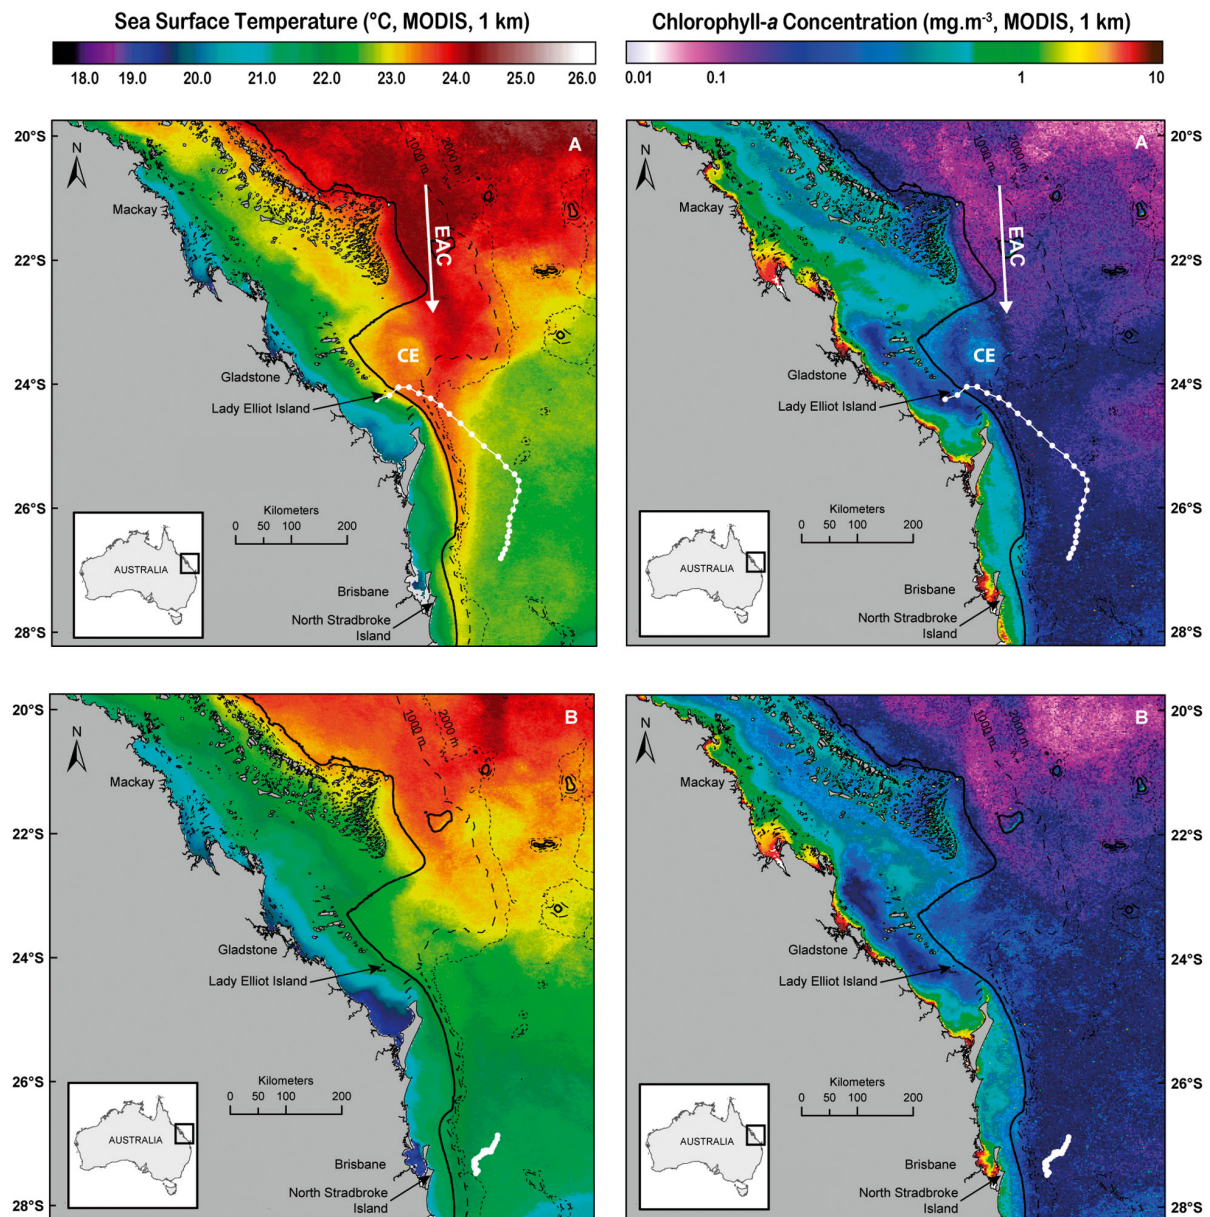 Sea Surface Temperature (°C, MODIS, 1 km)
18.0 19.0 20.0 21.0 22.0 23.0 24.0 25.0 26.0
Chlorophyll-a Concentration (mg.m-3, MODIS, 1 km)
0.01 0.1 1 10
20°S
22°S
24°S
26°S
28°S
A
N
1000 m
2000 m
Mackay
EAC
CE
Gladstone
Lady Elliot Island
Kilometers
0 50 100 200
AUSTRALIA
Brisbane
North Stradbroke
Island
A
N
1000 m
2000 m
Mackay
EAC
CE
Gladstone
Lady Elliot Island
Kilometers
0 50 100 200
AUSTRALIA
Brisbane
North Stradbroke
Island
20°S
22°S
24°S
26°S
28°S
20°S
22°S
24°S
26°S
28°S
B
N
1000 m
2000 m
Mackay
Gladstone
Lady Elliot Island
Kilometers
0 50 100 200
AUSTRALIA
Brisbane
North Stradbroke
Island
B
N
1000 m
2000 m
Mackay
Gladstone
Lady Elliot Island
Kilometers
0 50 100 200
AUSTRALIA
Brisbane
North Stradbroke
Island
20°S
22°S
24°S
26°S
28°S